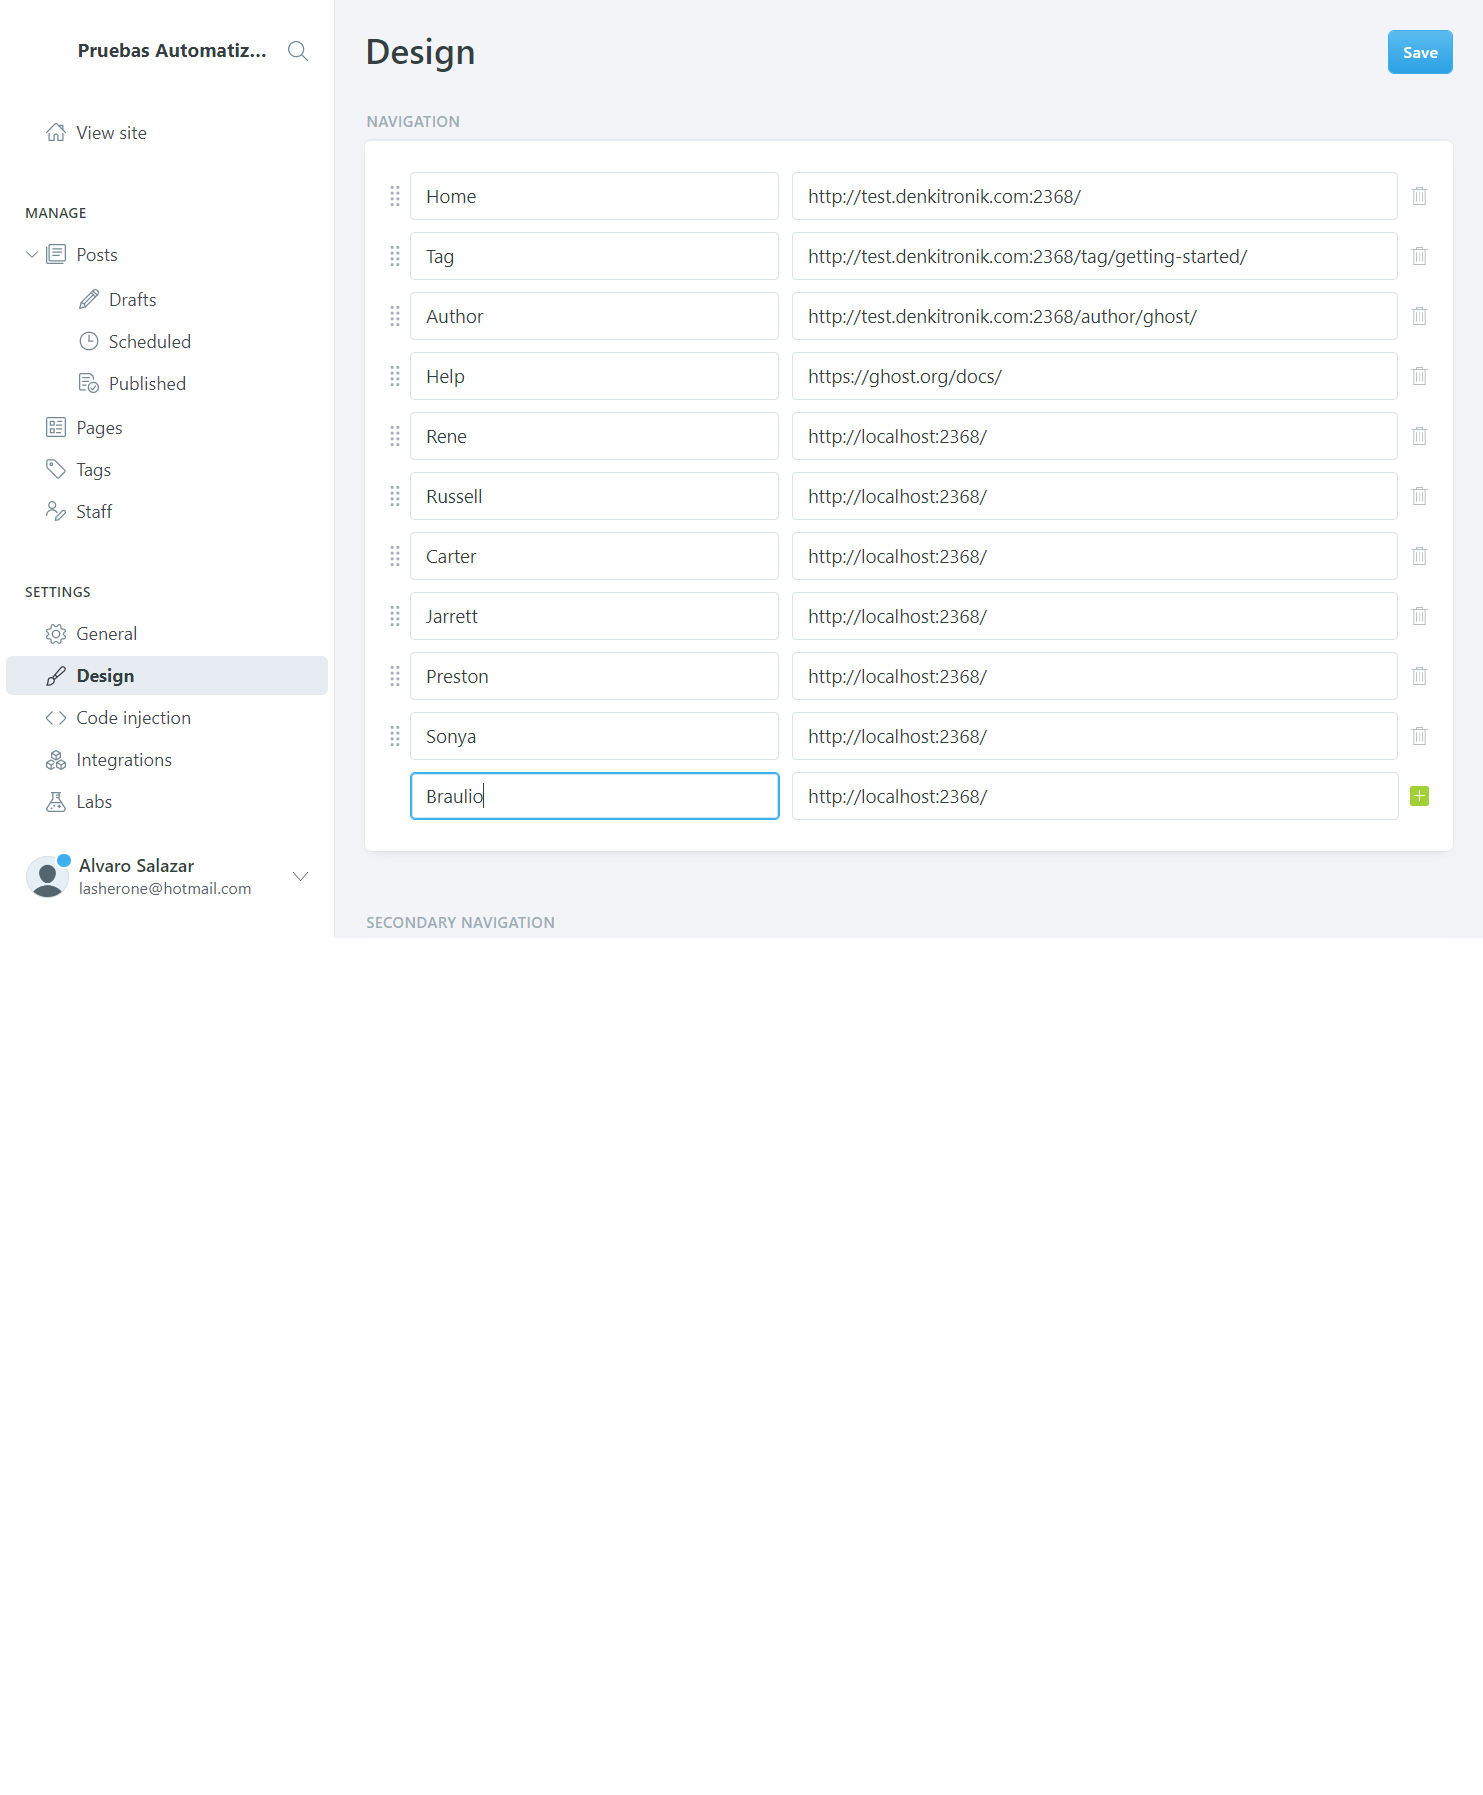 Pruebas Automatiz...
View site
MANAGE
Posts
Drafts
Scheduled
Published
Pages
Tags
Staff
SETTINGS
General
Design
Code injection
Integrations
Labs
Alvaro Salazar
lasherone@hotmail.com
Design
Save
NAVIGATION
Home http://test.denkitronik.com:2368/
Tag http://test.denkitronik.com:2368/tag/getting-started/
Author http://test.denkitronik.com:2368/author/ghost/
Help https://ghost.org/docs/
Rene http://localhost:2368/
Russell http://localhost:2368/
Carter http://localhost:2368/
Jarrett http://localhost:2368/
Preston http://localhost:2368/
Sonya http://localhost:2368/
Braulio http://localhost:2368/
SECONDARY NAVIGATION